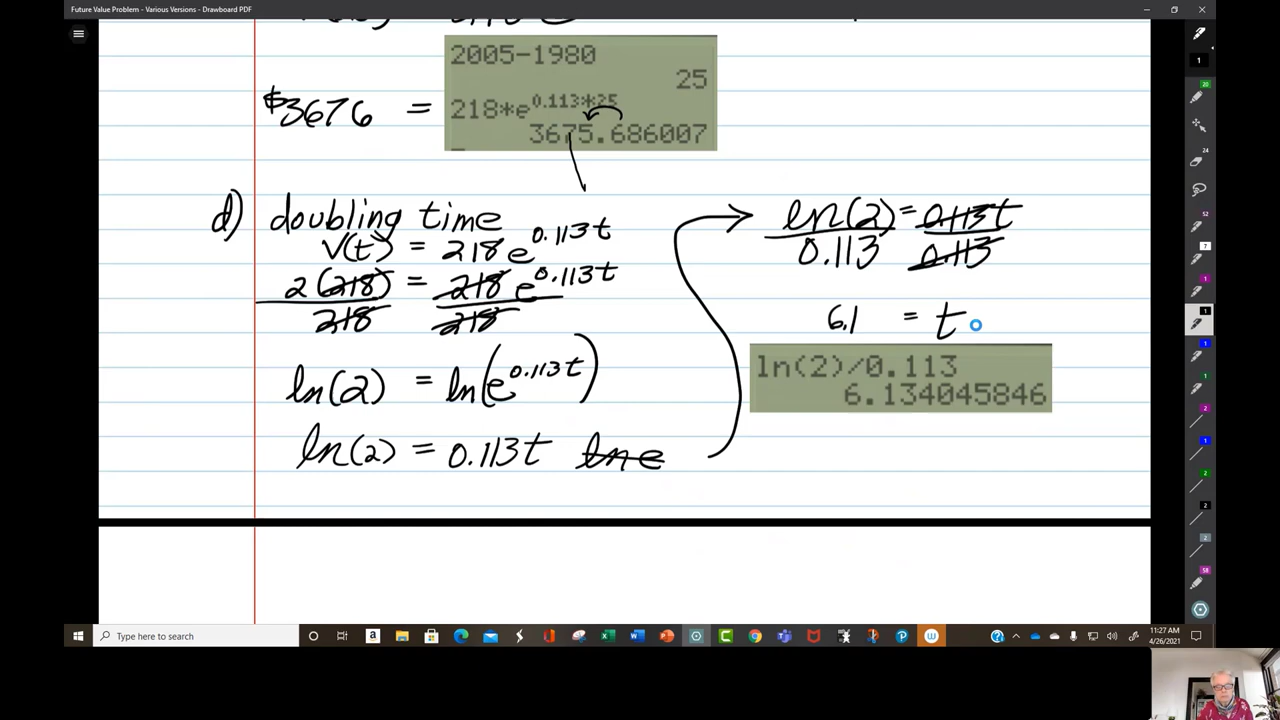 Future Value Problem - Various Versions - Drawboard PDF
2005-1980
25
218*e^0.113*25
3675.686007
$3676 =
d) doubling time
V(t) = 218e^0.113t
2(218) = 218e^0.113t
218 218
ln(2) = ln(e^0.113t)
ln(2) = 0.113t ln e
ln(2) = 0.113t
0.113 0.113
6.1 = t
ln(2)/0.113
6.134045846
Type here to search
11:27 AM
4/26/2021